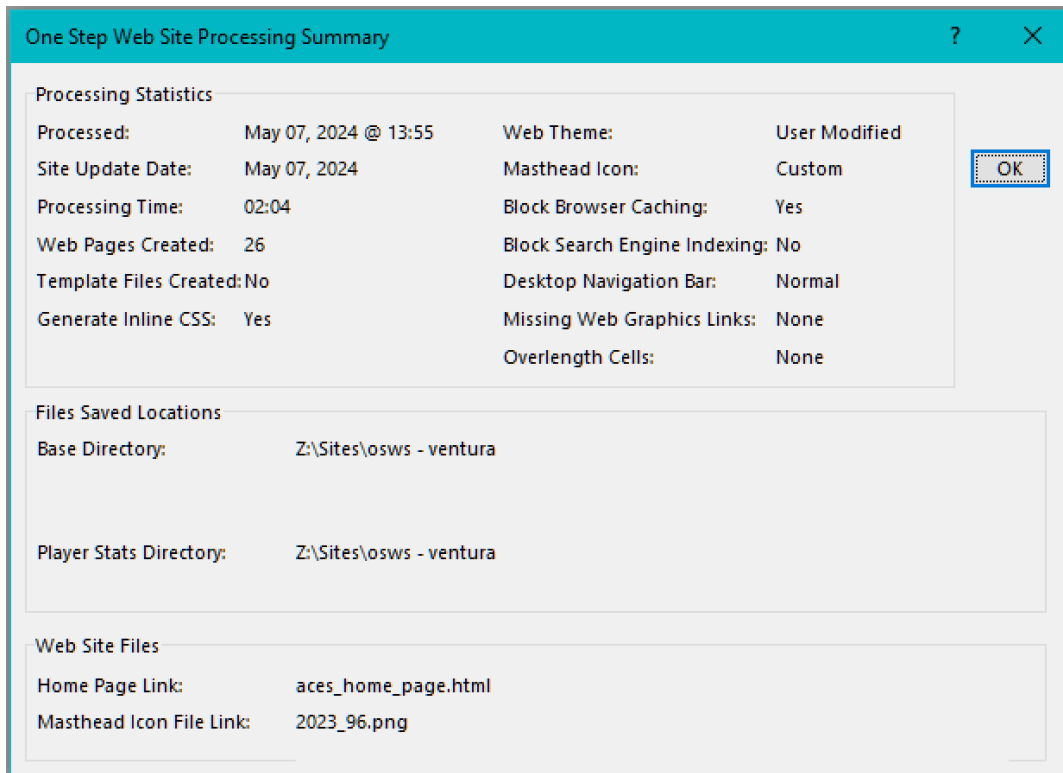 One Step Web Site Processing Summary ?
Processing Statistics
Processed: May 07, 2024 @ 13:55 Web Theme: User Modified
Site Update Date: May 07, 2024 Masthead Icon: Custom OK
Processing Time: 02:04 Block Browser Caching: Yes
Web Pages Created: 26 Block Search Engine Indexing: No
Template Files Created: No Desktop Navigation Bar: Normal
Generate Inline CSS: Yes Missing Web Graphics Links: None
Overlength Cells: None
Files Saved Locations
Base Directory: Z:\Sites\osws - ventura
Player Stats Directory: Z:\Sites\osws - ventura
Web Site Files
Home Page Link: aces_home_page.html
Masthead Icon File Link: 2023_96.png